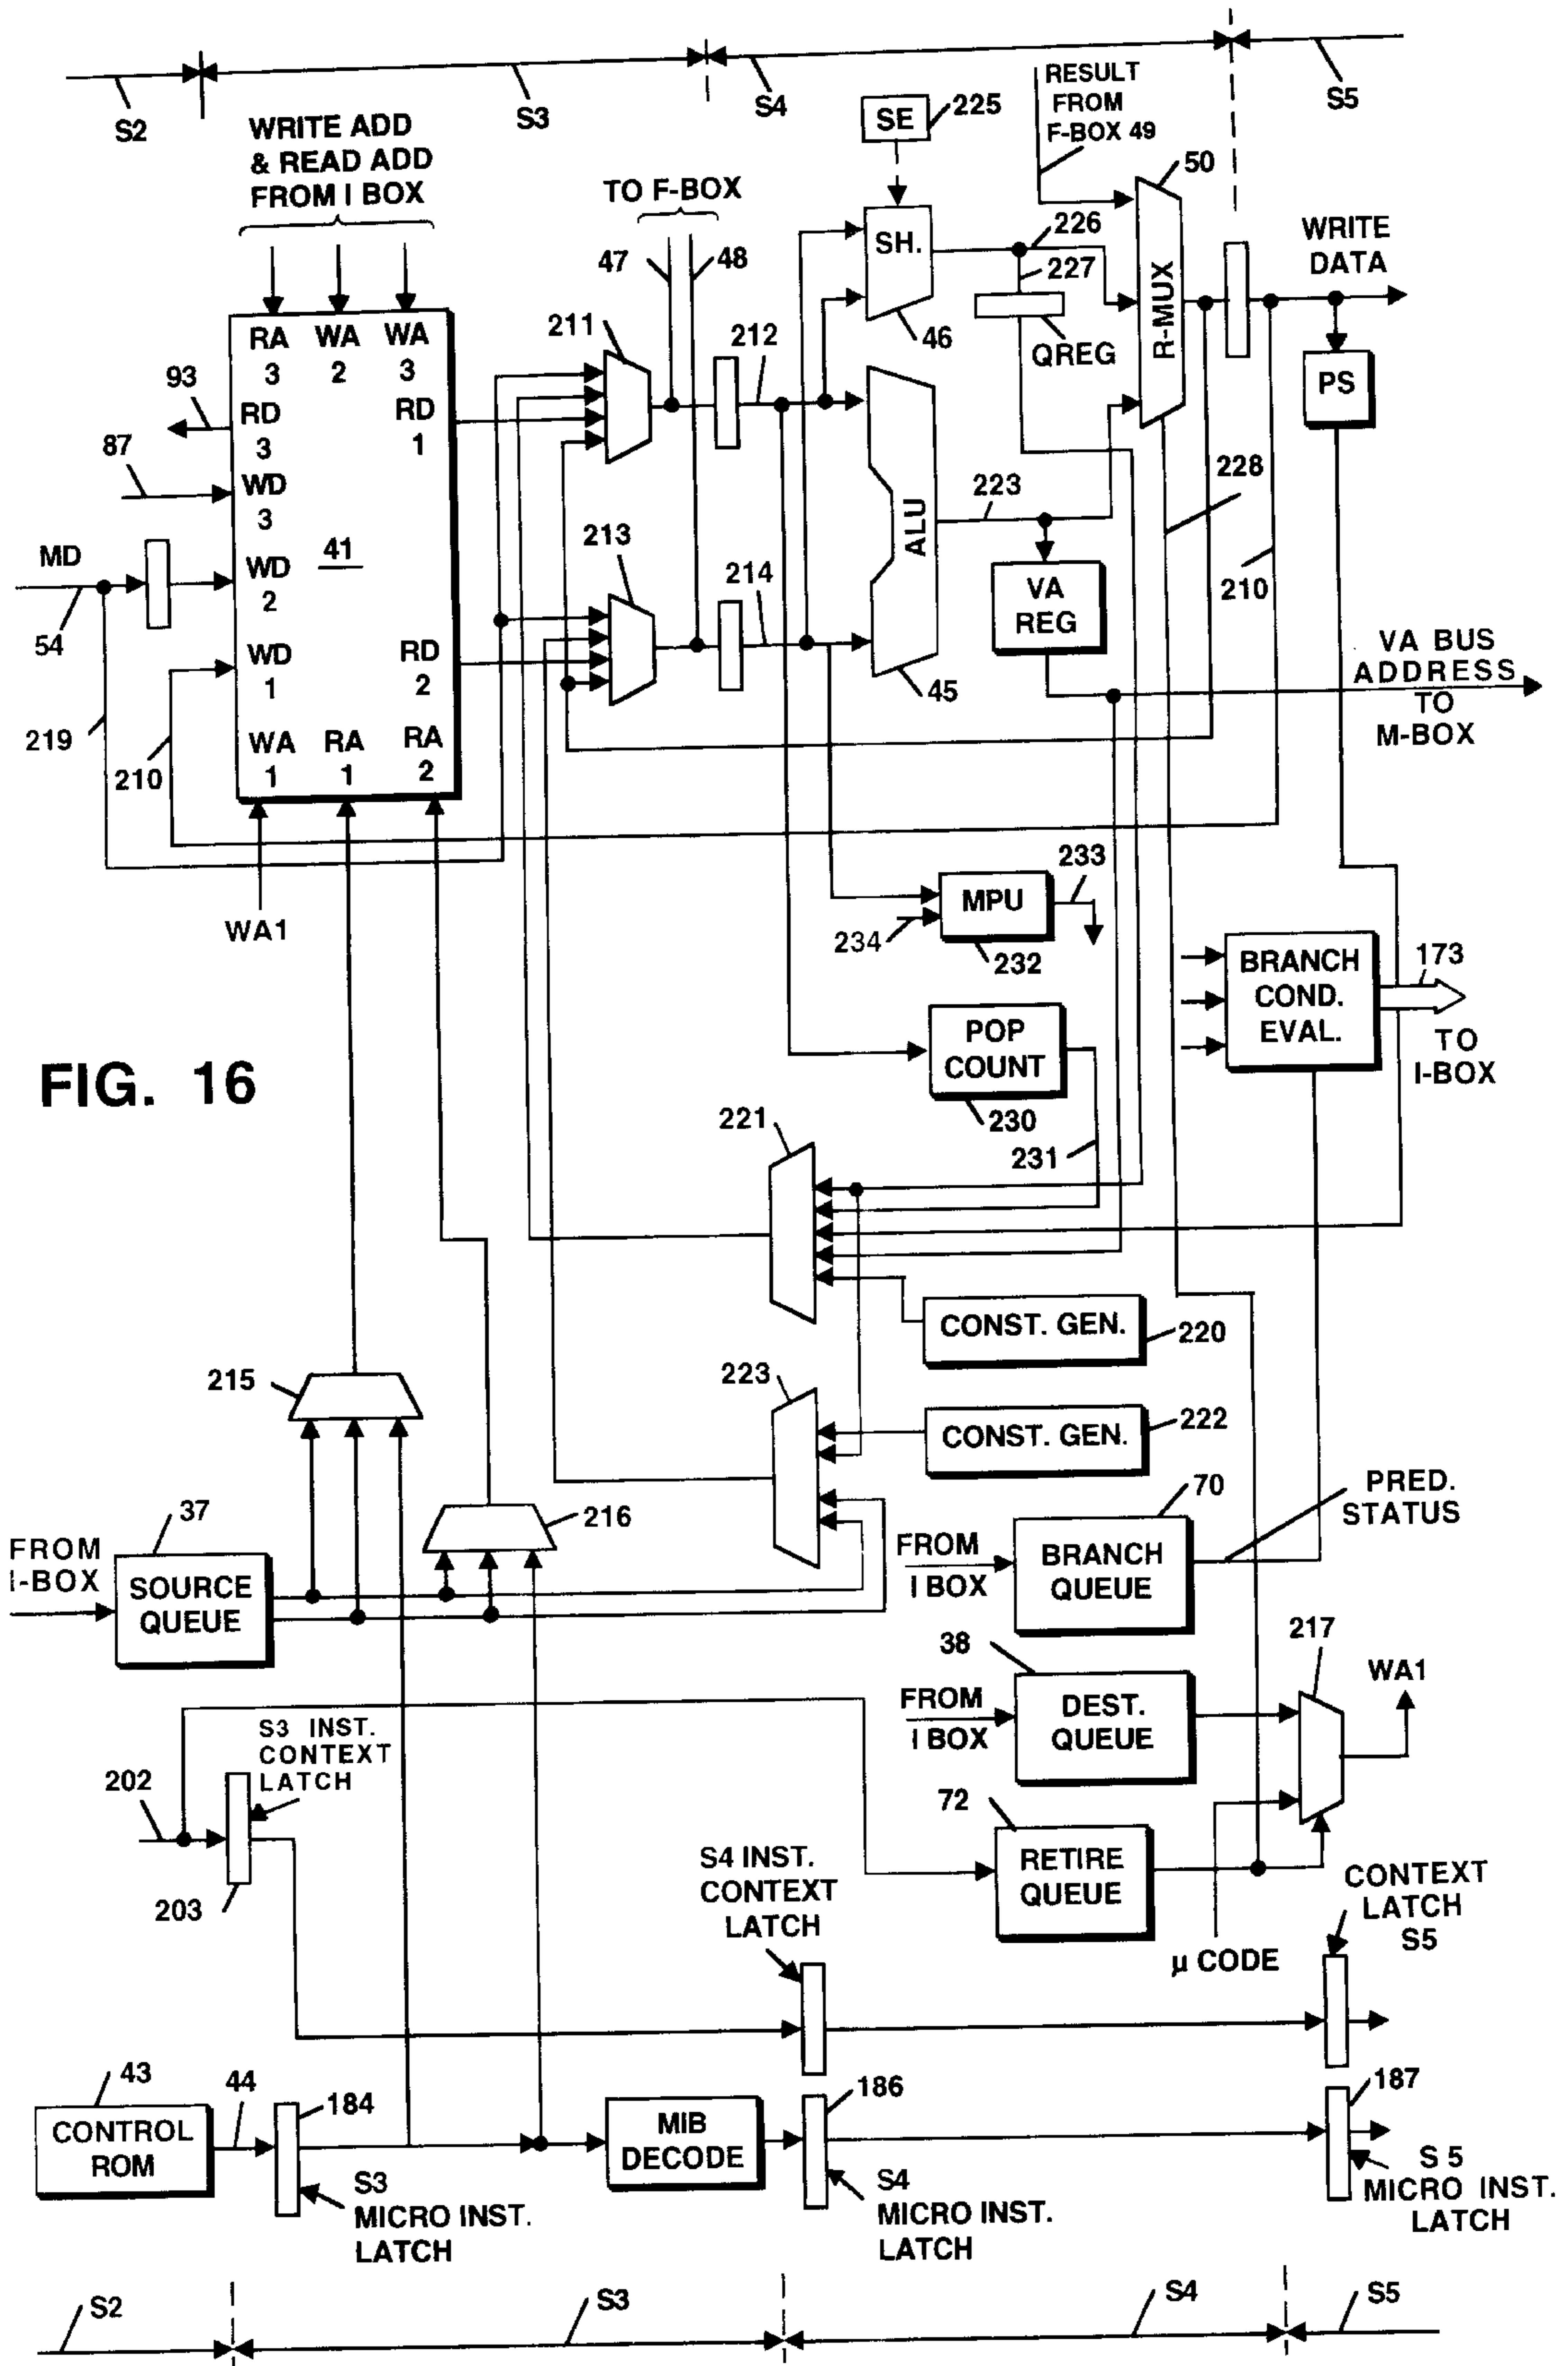 S2
S3
S4
S5
WRITE ADD
& READ ADD
FROM I BOX
TO F-BOX
47
48
SE
225
RESULT
FROM
F-BOX 49
50
WRITE
DATA
RA
3
WA
2
WA
3
93
RD
3
RD
1
87
WD
3
MD
54
WD
2
41
WD
1
RD
2
219
210
WA
1
RA
1
RA
2
WA1
211
212
213
214
SH.
46
226
227
QREG
R-MUX
PS
ALU
45
223
VA
REG
228
210
VA BUS
ADDRESS
TO
M-BOX
MPU
233
234
232
BRANCH
COND.
EVAL.
173
TO
I-BOX
POP
COUNT
230
231
FIG. 16
221
CONST. GEN.
220
223
CONST. GEN.
222
215
216
37
FROM
I-BOX
SOURCE
QUEUE
70
FROM
I BOX
BRANCH
QUEUE
PRED.
STATUS
38
FROM
I BOX
DEST.
QUEUE
217
WA1
S3 INST.
CONTEXT
LATCH
202
203
72
RETIRE
QUEUE
μ CODE
S4 INST.
CONTEXT
LATCH
CONTEXT
LATCH
S5
43
CONTROL
ROM
44
184
S3
MICRO INST.
LATCH
MIB
DECODE
186
S4
MICRO INST.
LATCH
187
S 5
MICRO INST.
LATCH
S2
S3
S4
S5